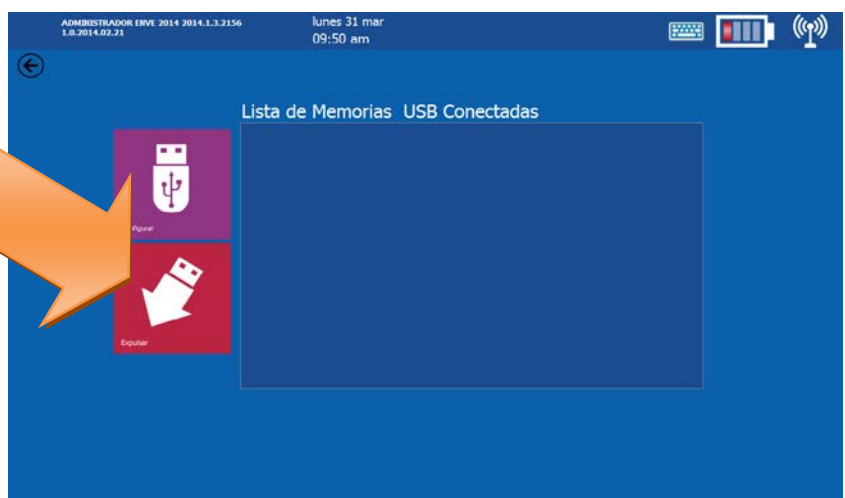 ADMINISTRADOR ENVE 2014 2014.1.3.2156
1.0.2014.02.21
lunes 31 mar
09:50 am
Lista de Memorias USB Conectadas
Expulsar